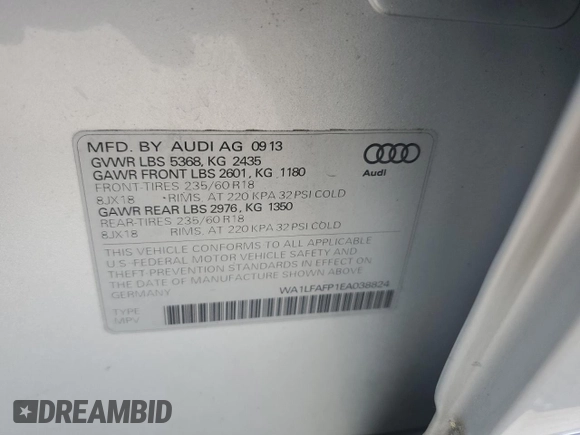 MFD. BY AUDI AG 09 13
GVWR LBS 5368, KG 2435
GAWR FRONT LBS 2601, KG 1180
FRONT-TIRES 235/60 R18
8JX18 RIMS, AT 220 KPA 32 PSI COLD
GAWR REAR LBS 2976, KG 1350
REAR-TIRES 235/60 R18
8JX18 RIMS, AT 220 KPA 32 PSI COLD
THIS VEHICLE CONFORMS TO ALL APPLICABLE
U.S. FEDERAL MOTOR VEHICLE SAFETY AND
THEFT PREVENTION STANDARDS IN EFFECT ON
THE DATE OF MANUFACTURE SHOWN ABOVE.
GERMANY
WA1LFAFP1EA036824
TYPE
MPV
Audi
DREAMBID